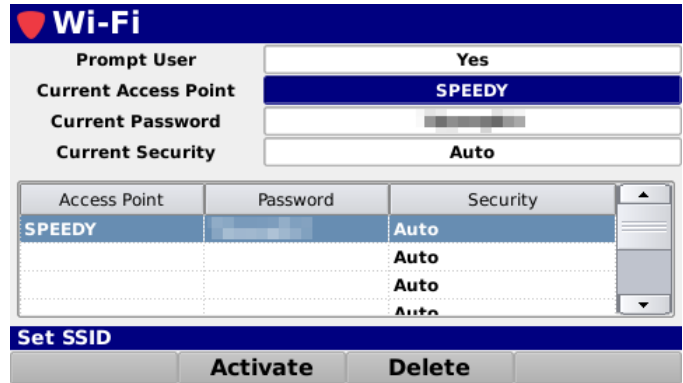 Wi-Fi
Prompt User Yes
Current Access Point SPEEDY
Current Password
Current Security Auto
Access Point Password Security
SPEEDY Auto
Auto
Auto
Auto
Set SSID
Activate Delete